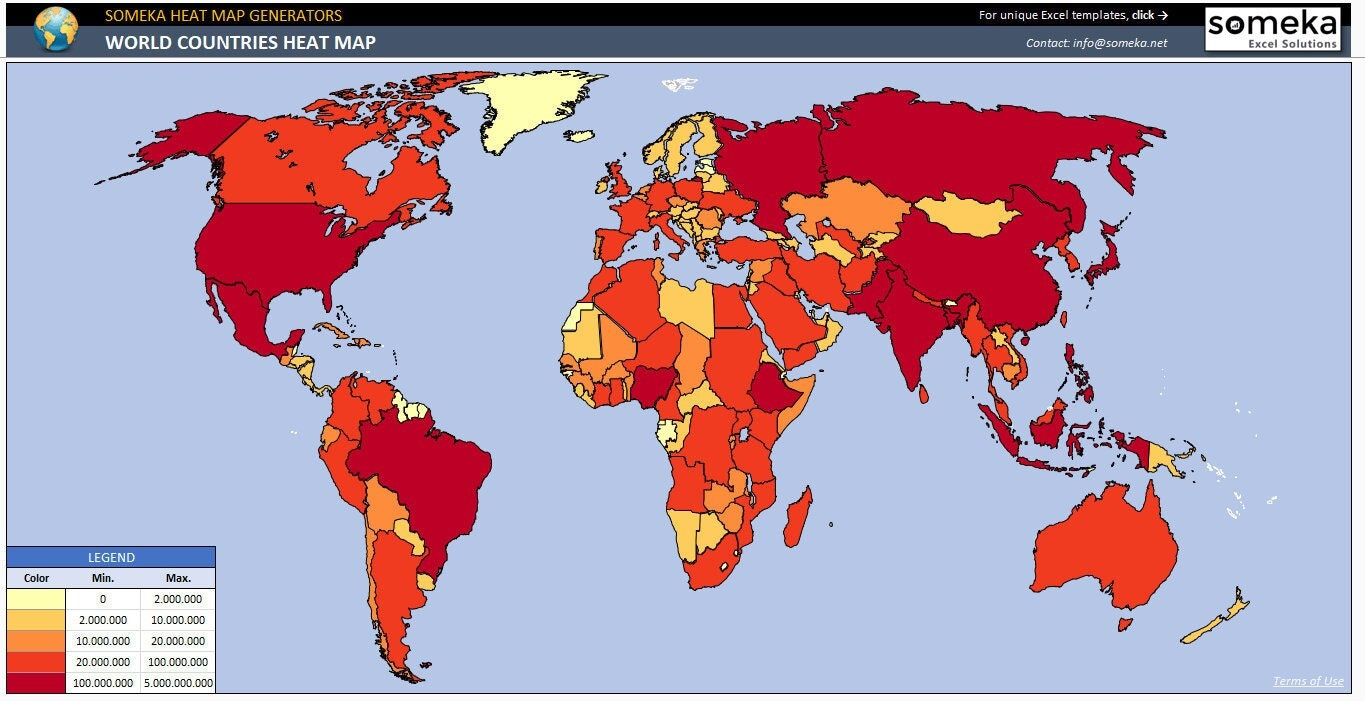 SOMEKA HEAT MAP GENERATORS
WORLD COUNTRIES HEAT MAP
For unique Excel templates, click →
Contact: info@someka.net
someka
Excel Solutions
LEGEND
Color Min. Max.
0 2.000.000
2.000.000 10.000.000
10.000.000 20.000.000
20.000.000 100.000.000
100.000.000 5.000.000.000
Terms of Use